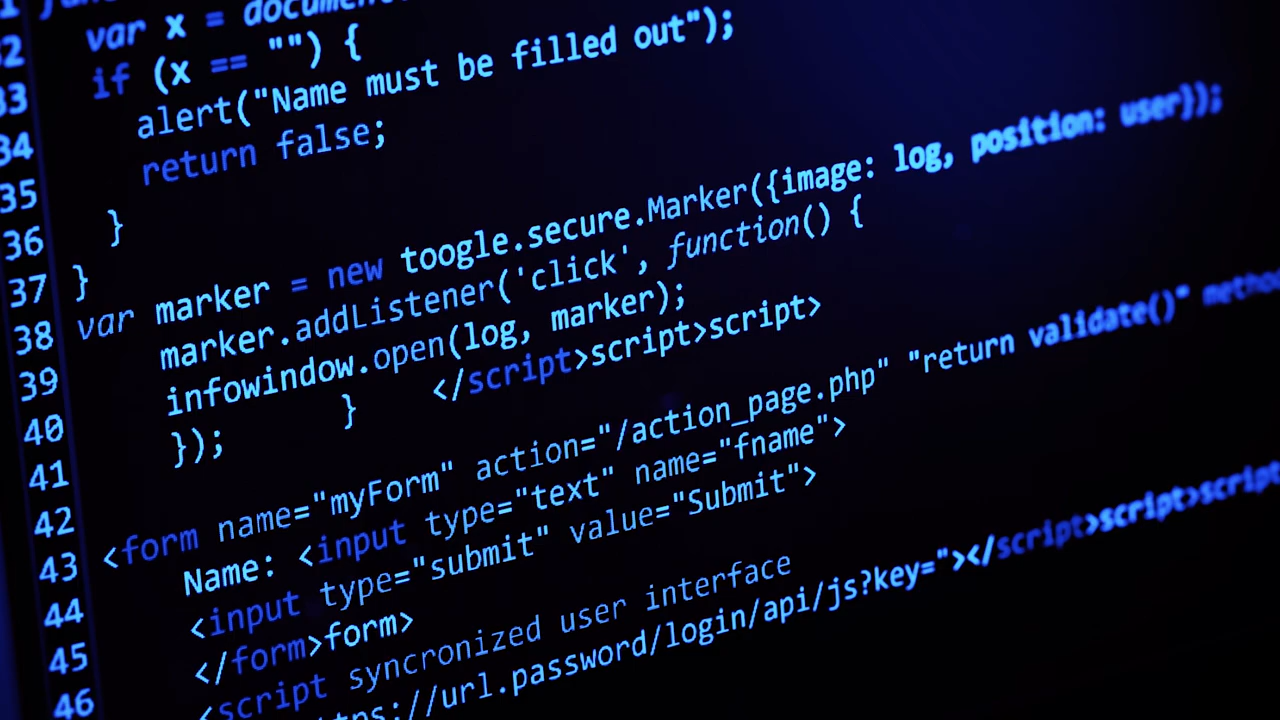 32 var x = document.
33 if (x == "") {
34 alert("Name must be filled out");
35 return false;
36 }
37 }
38 var marker = new toogle.secure.Marker({image: log, position: user});
39 marker.addListener('click', function() {
40 infowindow.open(log, marker);
41 }); } </script>script>script>
42
43 <form name="myForm" action="/action_page.php" "return validate()" method
44 Name: <input type="text" name="fname">
45 <input type="submit" value="Submit">
46 </form>form>
<script syncronized user interface
://url.password/login/api/js?key="></script>script>script